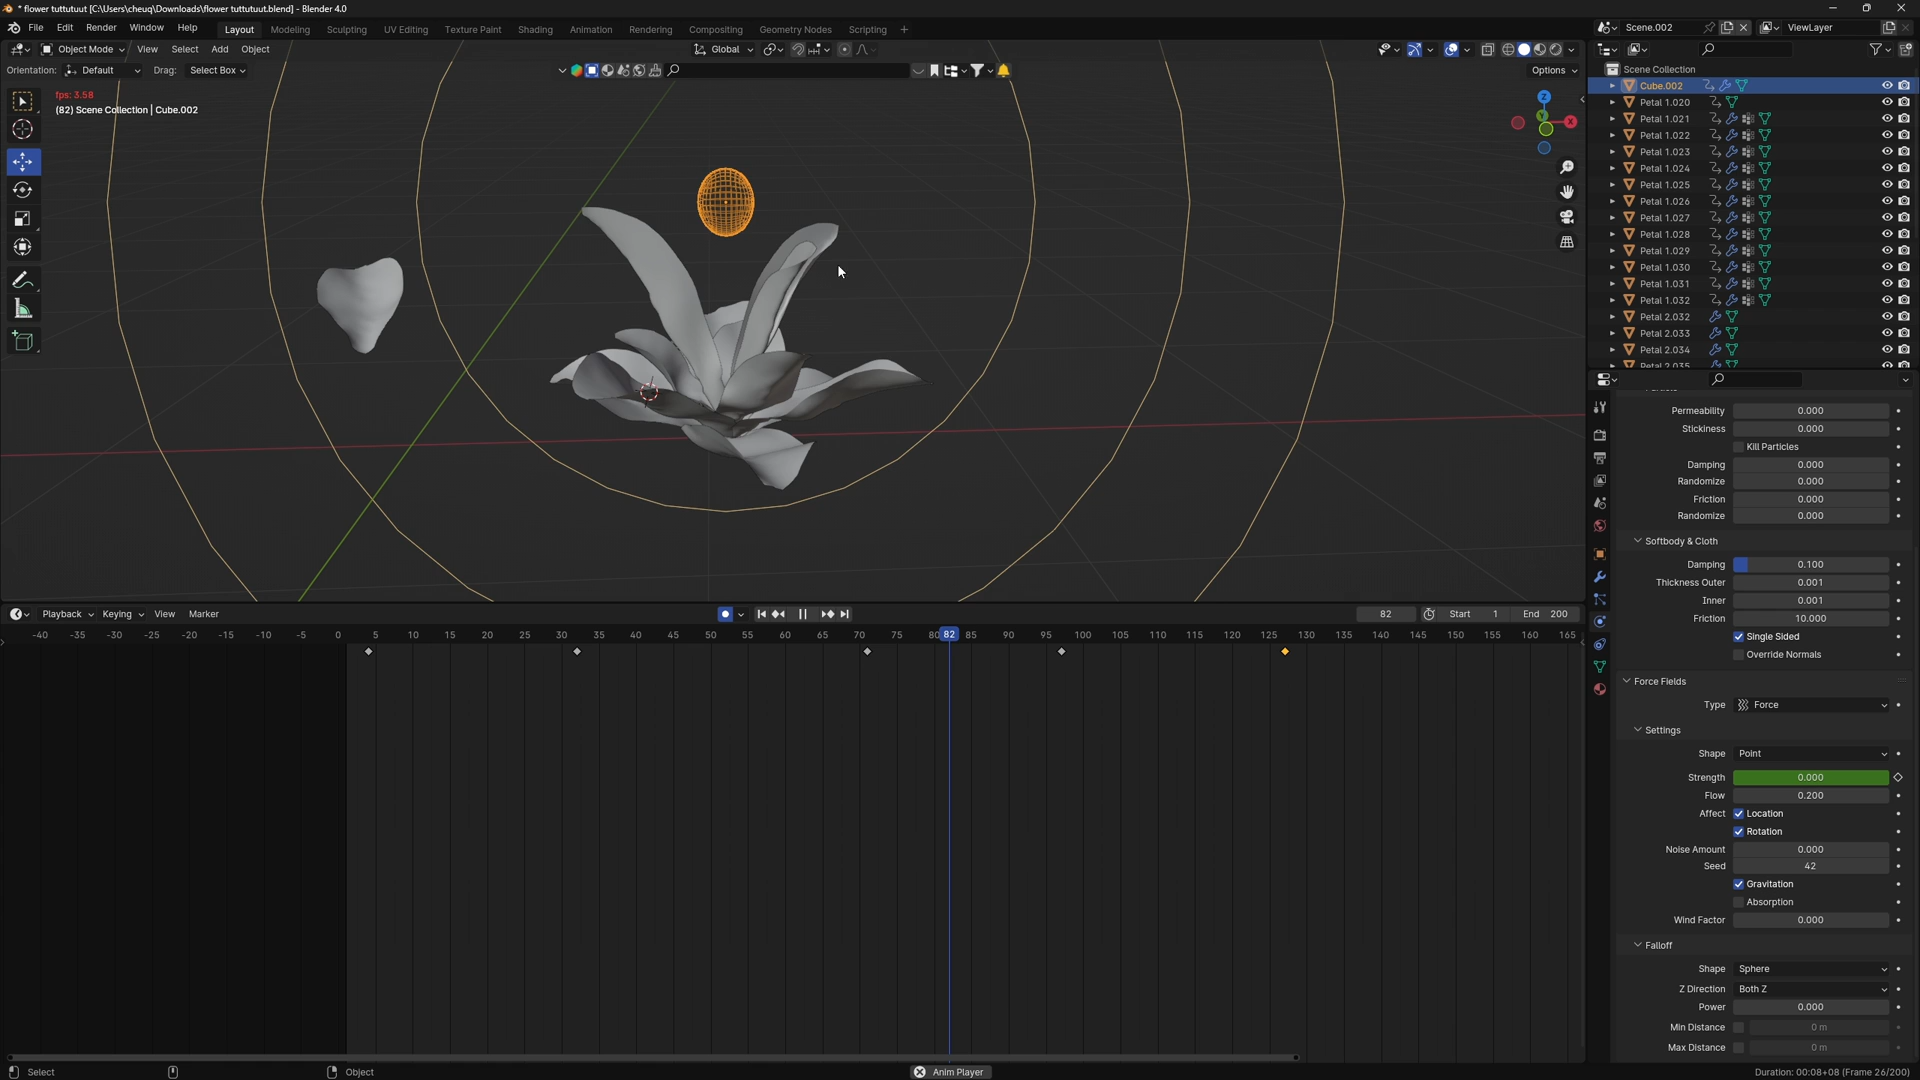 * flower tuttutuut [C:\Users\cheuq\Downloads\flower tuttutuut.blend] - Blender 4.0
File Edit Render Window Help Layout Modeling Sculpting UV Editing Texture Paint Shading Animation Rendering Compositing Geometry Nodes Scripting + Scene.002 ViewLayer
Object Mode View Select Add Object Global
Orientation: Default Drag: Select Box Options
fps: 3.58
(82) Scene Collection | Cube.002
Z
Y
X
Scene Collection
Cube.002
Petal 1.020
Petal 1.021
Petal 1.022
Petal 1.023
Petal 1.024
Petal 1.025
Petal 1.026
Petal 1.027
Petal 1.028
Petal 1.029
Petal 1.030
Petal 1.031
Petal 1.032
Petal 2.032
Petal 2.033
Petal 2.034
Petal 2.035
Permeability 0.000
Stickiness 0.000
Kill Particles
Damping 0.000
Randomize 0.000
Friction 0.000
Randomize 0.000
Softbody & Cloth
Damping 0.100
Thickness Outer 0.001
Inner 0.001
Friction 10.000
Single Sided
Override Normals
Force Fields
Type Force
Settings
Shape Point
Strength 0.000
Flow 0.200
Affect Location
Rotation
Noise Amount 0.000
Seed 42
Gravitation
Absorption
Wind Factor 0.000
Falloff
Shape Sphere
Z Direction Both Z
Power 0.000
Min Distance 0 m
Max Distance 0 m
Playback Keying View Marker 82 Start 1 End 200
-40 -35 -30 -25 -20 -15 -10 -5 0 5 10 15 20 25 30 35 40 45 50 55 60 65 70 75 80 82 85 90 95 100 105 110 115 120 125 130 135 140 145 150 155 160 165
Select Object Anim Player Duration: 00:08+08 (Frame 26/200)